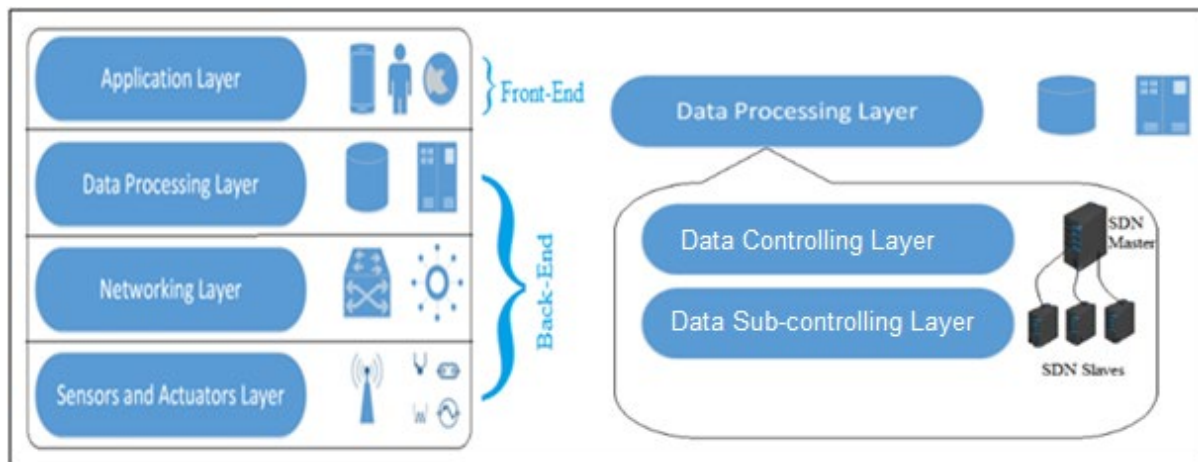 Application Layer
Front-End
Data Processing Layer
Networking Layer
Sensors and Actuators Layer
Back-End
Data Processing Layer
Data Controlling Layer
SDN
Master
Data Sub-controlling Layer
SDN Slaves